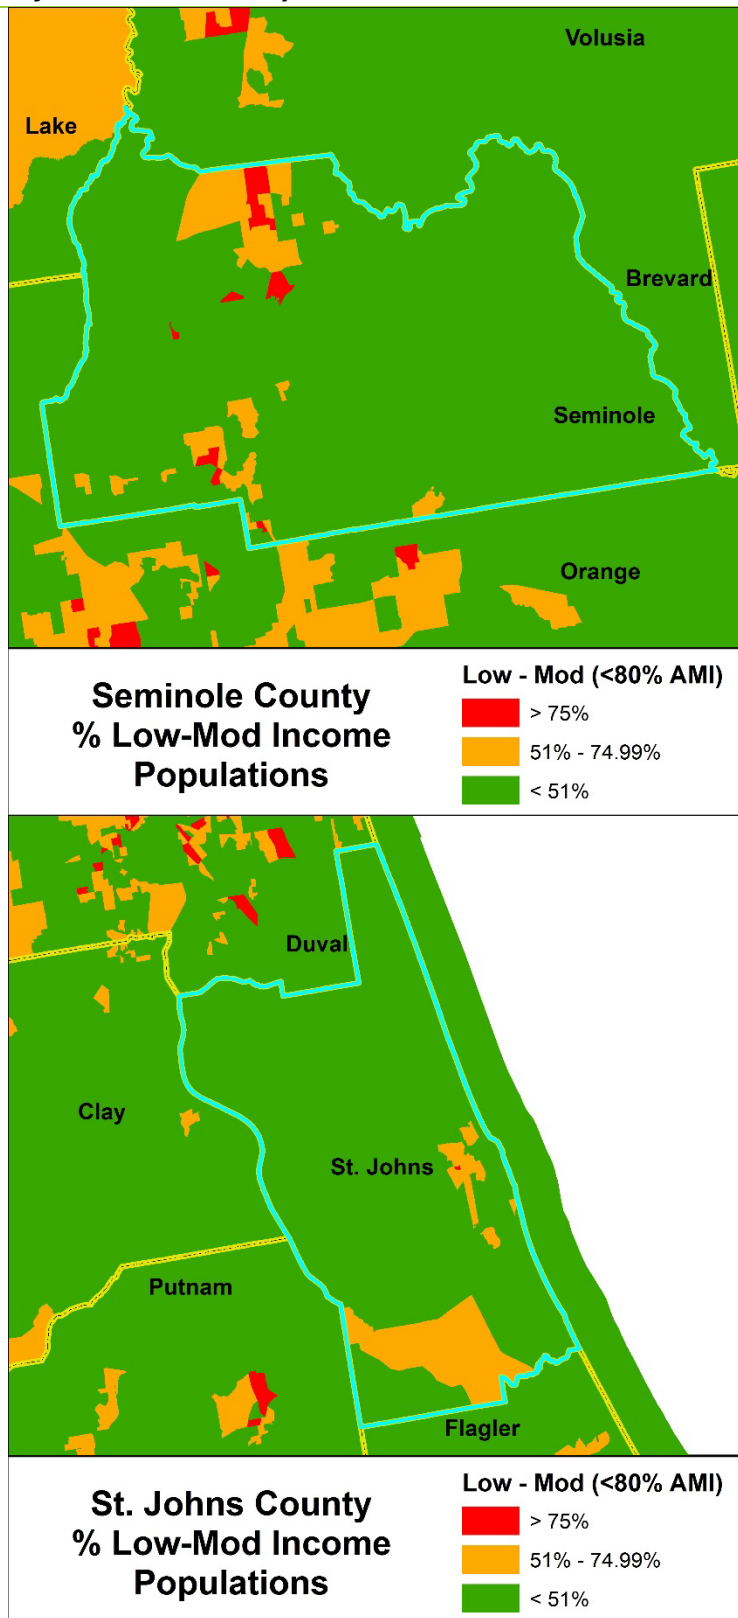 Volusia
Lake
Brevard
Seminole
Orange
Seminole County
% Low-Mod Income
Populations
Low - Mod (<80% AMI)
> 75%
51% - 74.99%
< 51%
Duval
Clay
St. Johns
Putnam
Flagler
St. Johns County
% Low-Mod Income
Populations
Low - Mod (<80% AMI)
> 75%
51% - 74.99%
< 51%